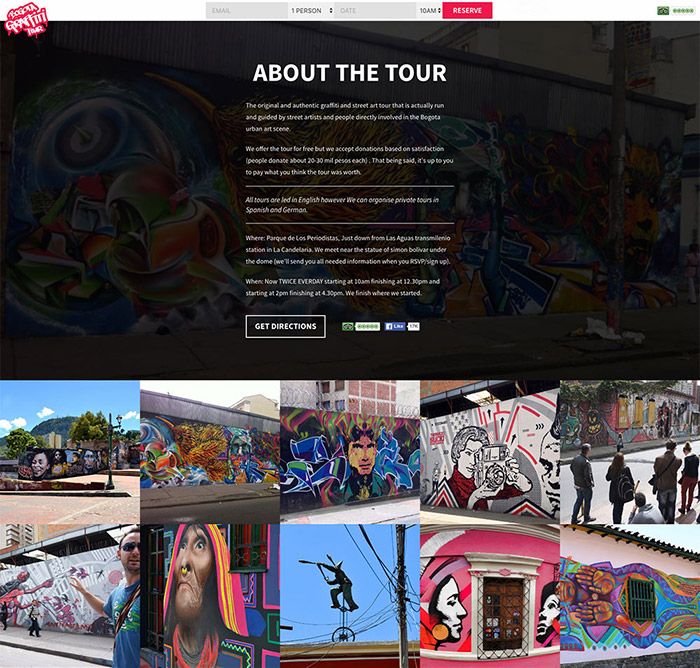 BOGOTA
GRAFFITI
TOUR
EMAIL
1 PERSON
DATE
10AM
RESERVE
ABOUT THE TOUR
The original and authentic graffiti and street art tour that is actually run
and guided by street artists and people directly involved in the Bogota
urban art scene.
We offer the tour for free but we accept donations based on satisfaction
(people donate about 20-30 mil pesos each) . That being said, it's up to you
to pay what you think the tour was worth.
All tours are led in English however We can organise private tours in
Spanish and German.
Where: Parque de Los Periodistas, Just down from Las Aguas transmilenio
station in La Candelaria. We meet near the statue of simon bolivar under
the dome (we'll send you all needed information when you RSVP/sign up).
When: Now TWICE EVERDAY starting at 10am finishing at 12.30pm and
starting at 2pm finishing at 4.30pm. We finish where we started.
GET DIRECTIONS
Like
17K